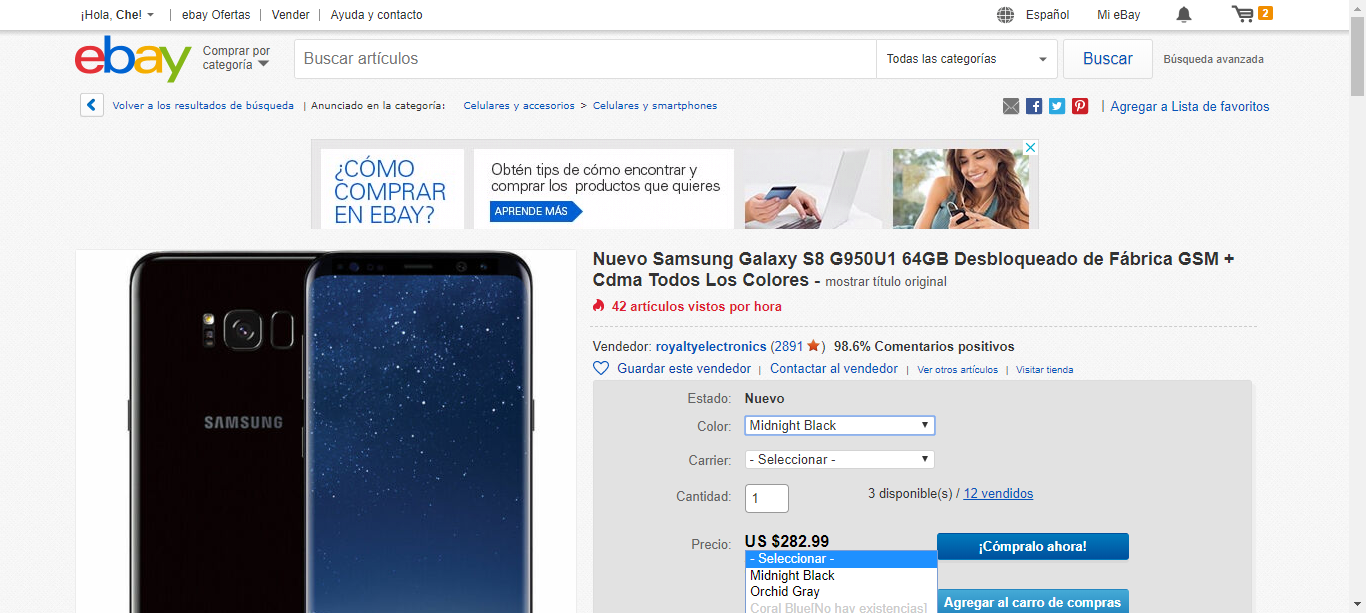 ¡Hola, Che! | ebay Ofertas | Vender | Ayuda y contacto Español Mi eBay 2
ebay Comprar por categoría Buscar artículos Todas las categorías Buscar Búsqueda avanzada
Volver a los resultados de búsqueda | Anunciado en la categoría: Celulares y accesorios > Celulares y smartphones | Agregar a Lista de favoritos
¿CÓMO
COMPRAR
EN EBAY?
Obtén tips de cómo encontrar y
comprar los productos que quieres
APRENDE MÁS
SAMSUNG
Nuevo Samsung Galaxy S8 G950U1 64GB Desbloqueado de Fábrica GSM +
Cdma Todos Los Colores - mostrar título original
42 artículos vistos por hora
Vendedor: royaltyelectronics (2891 ) 98.6% Comentarios positivos
Guardar este vendedor | Contactar al vendedor | Ver otros artículos | Visitar tienda
Estado: Nuevo
Color: Midnight Black
Carrier: - Seleccionar -
Cantidad: 1 3 disponible(s) / 12 vendidos
Precio: US $282.99 ¡Cómpralo ahora!
- Seleccionar -
Midnight Black
Orchid Gray
Coral Blue[No hay existencias] Agregar al carro de compras